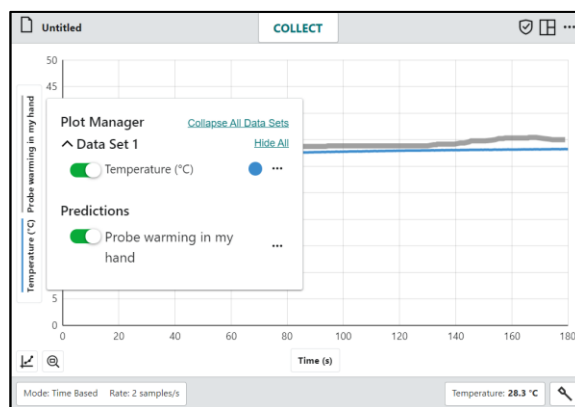 Untitled
COLLECT
50
45
Probe warming in my hand
Temperature (°C)
Plot Manager
Collapse All Data Sets
Data Set 1
Hide All
Temperature (°C)
Predictions
Probe warming in my
hand
5
0
0
20
40
60
80
100
120
140
160
180
Time (s)
Mode: Time Based Rate: 2 samples/s
Temperature: 28.3 °C